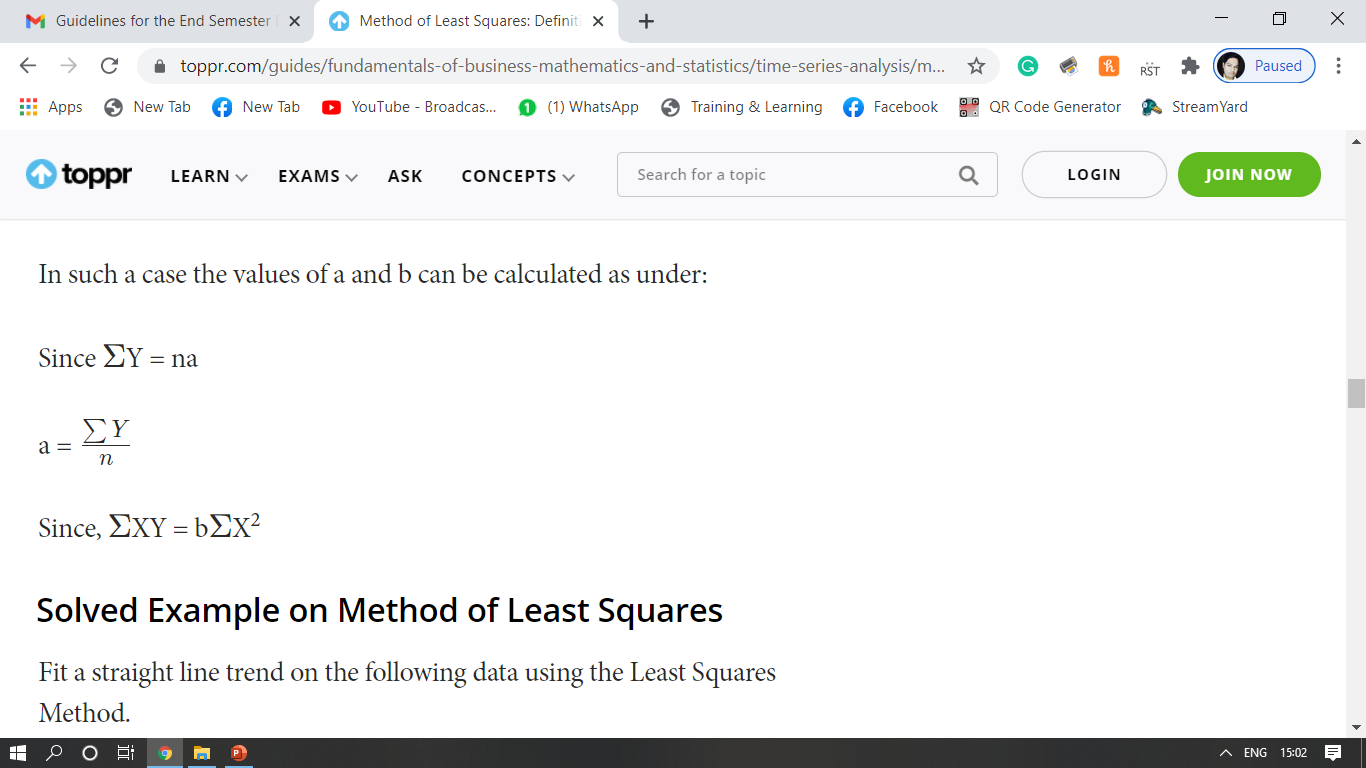 Guidelines for the End Semester
Method of Least Squares: Definiti
toppr.com/guides/fundamentals-of-business-mathematics-and-statistics/time-series-analysis/m...
Paused
Apps
New Tab
New Tab
YouTube - Broadcas...
(1) WhatsApp
Training & Learning
Facebook
QR Code Generator
StreamYard
toppr
LEARN
EXAMS
ASK
CONCEPTS
Search for a topic
LOGIN
JOIN NOW
In such a case the values of a and b can be calculated as under:
Since ΣY = na
a = ∑Y/n
Since, ΣXY = bΣX²
Solved Example on Method of Least Squares
Fit a straight line trend on the following data using the Least Squares
Method.
ENG 15:02